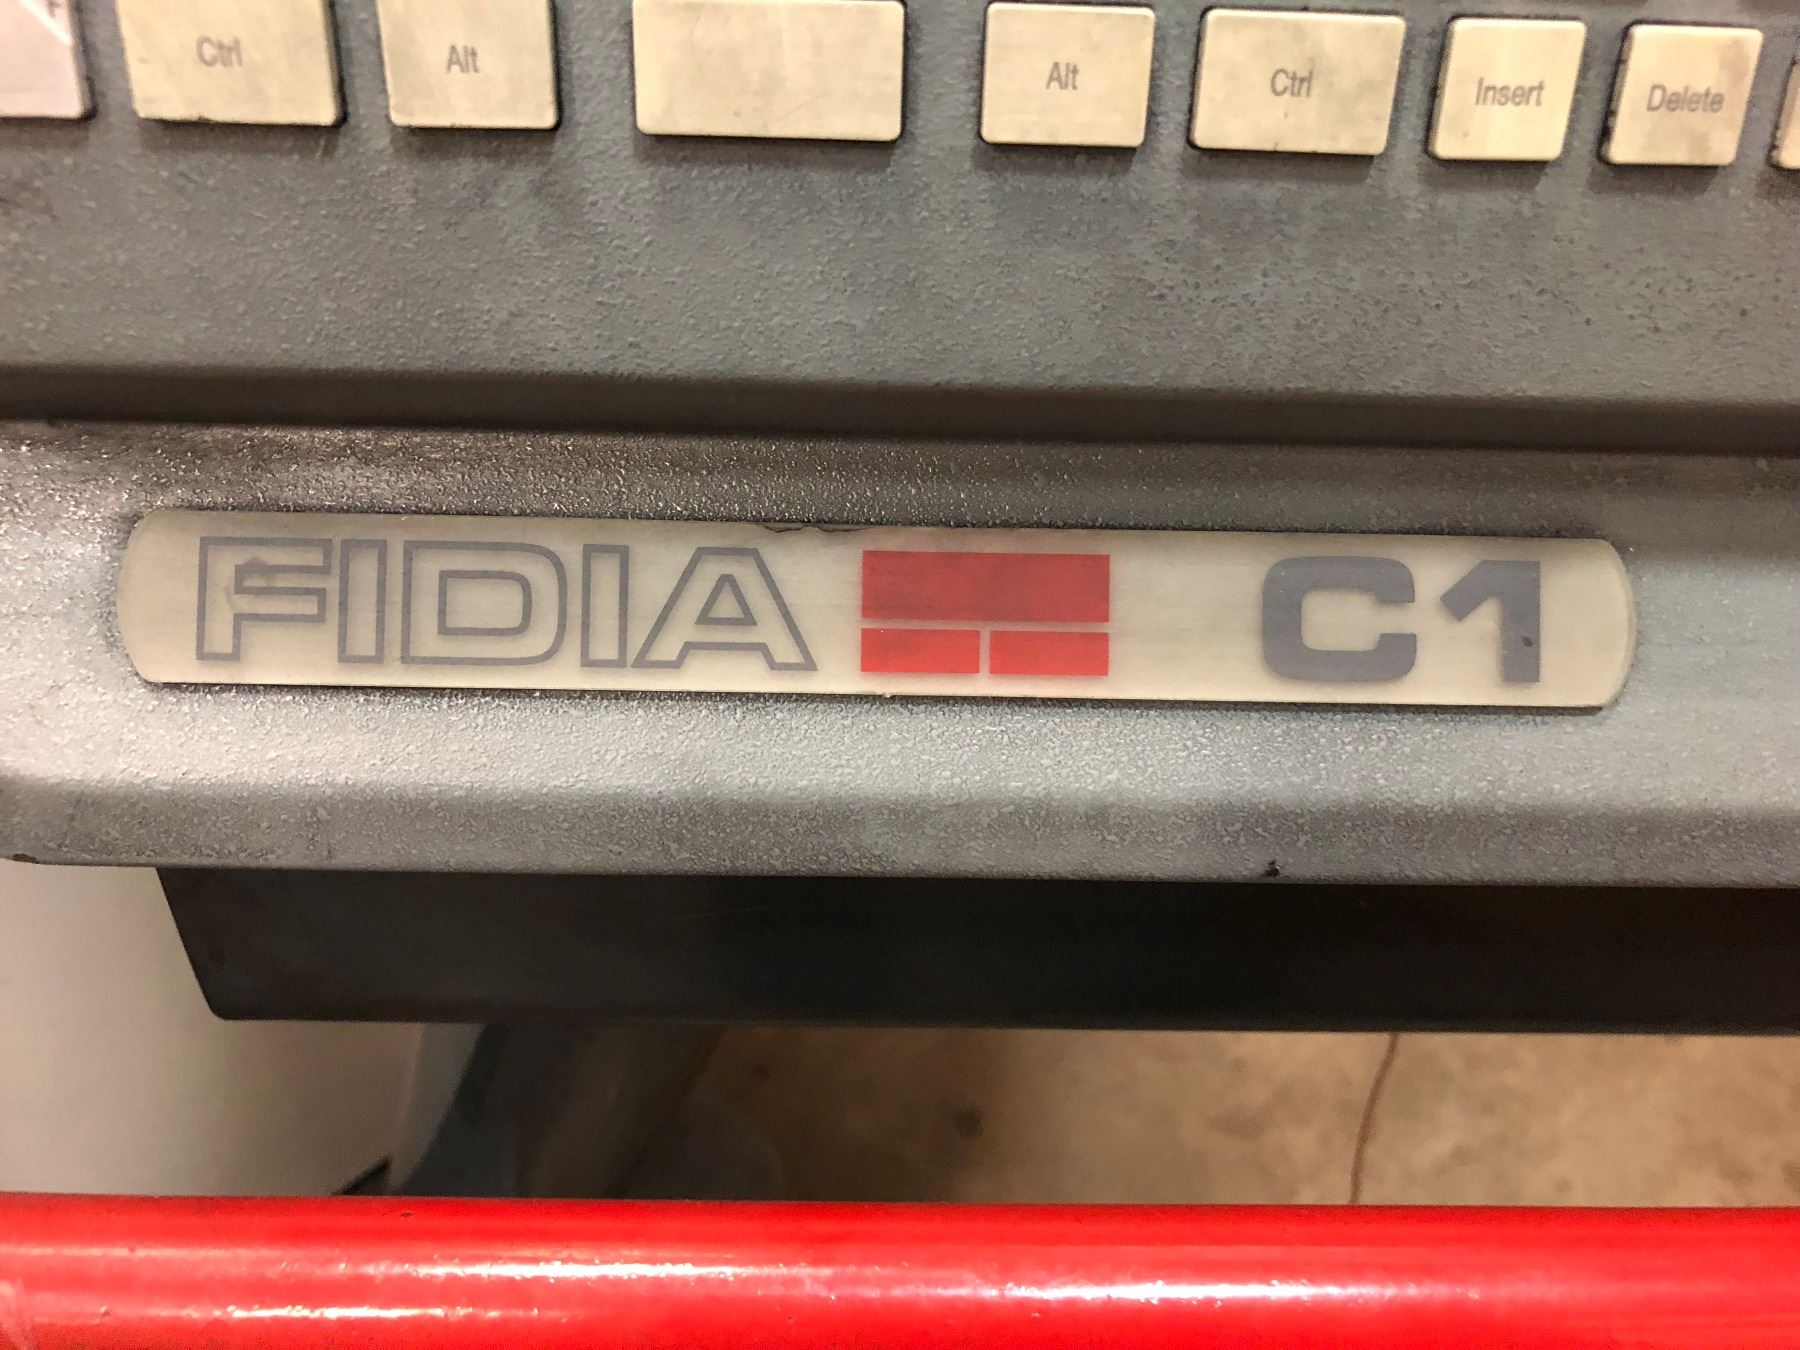 Ctrl Alt Alt Ctrl Insert Delete
FIDIA C1